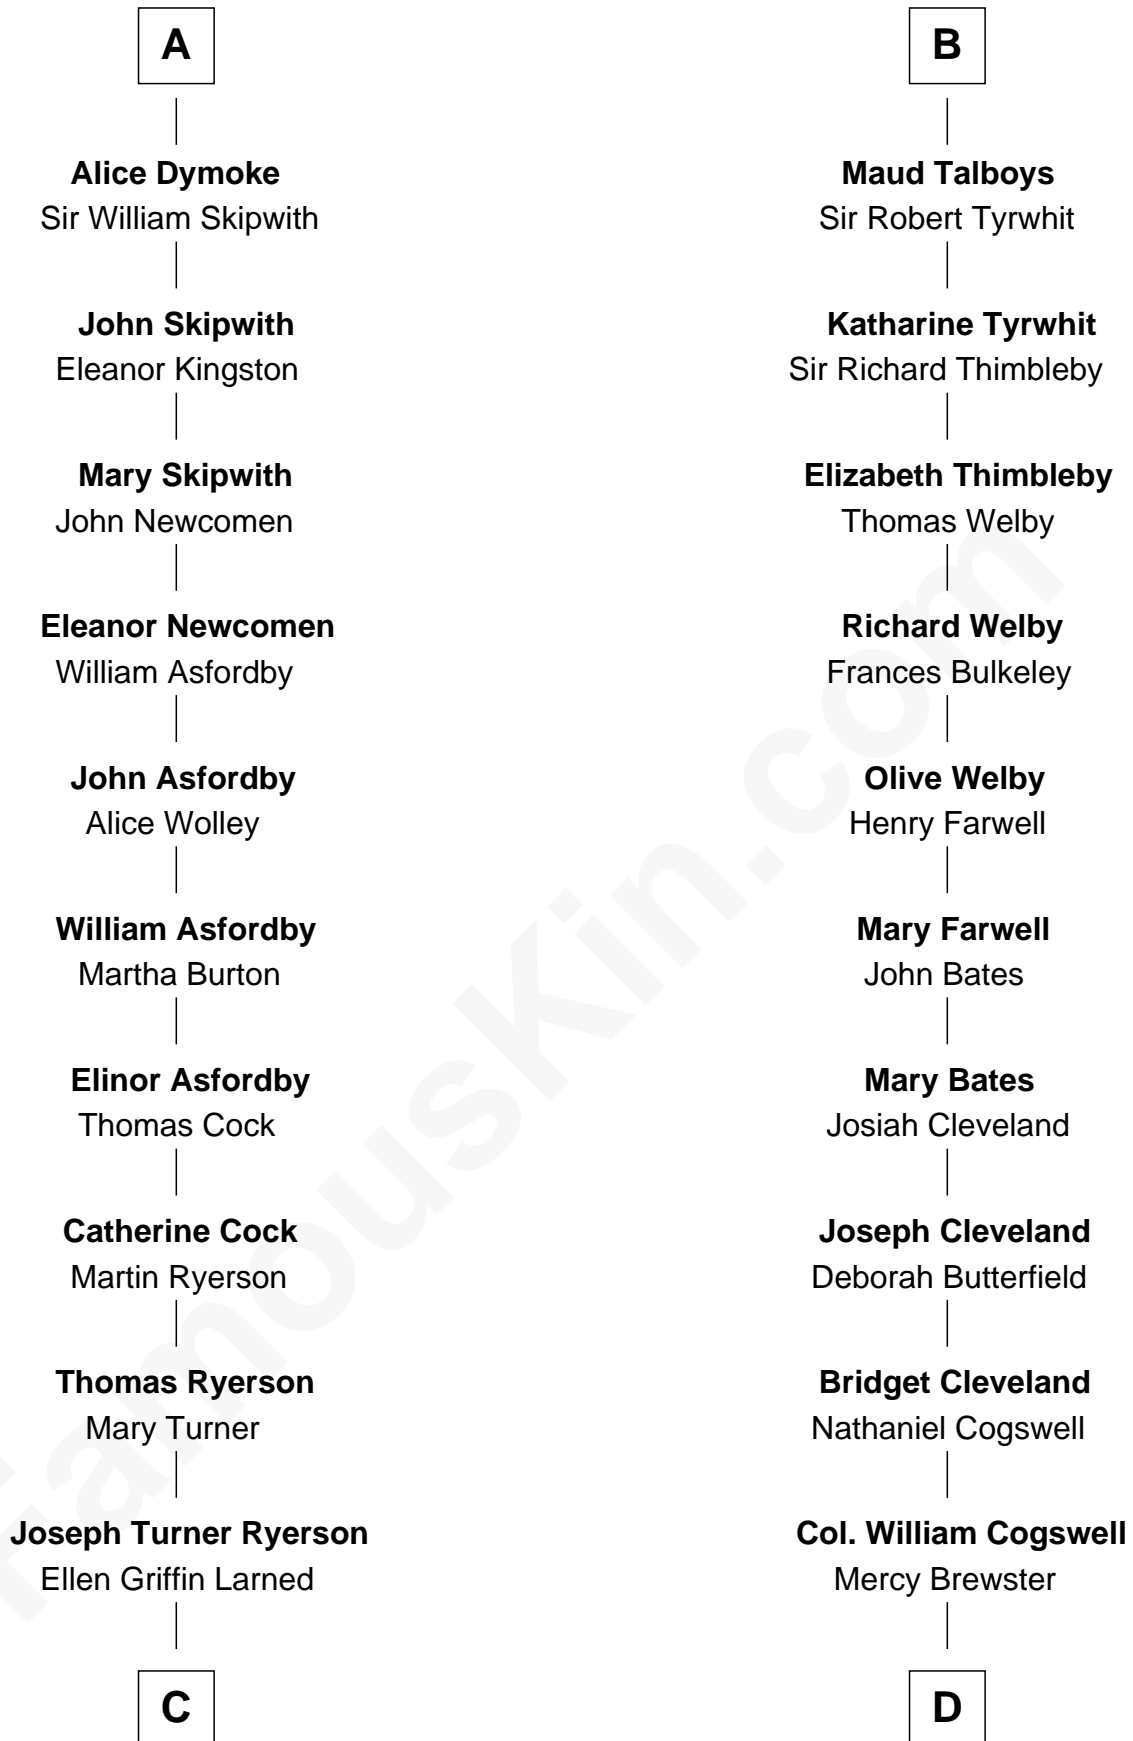 A
Alice Dymoke
Sir William Skipwith
John Skipwith
Eleanor Kingston
Mary Skipwith
John Newcomen
Eleanor Newcomen
William Asfordby
John Asfordby
Alice Wolley
William Asfordby
Martha Burton
Elinor Asfordby
Thomas Cock
Catherine Cock
Martin Ryerson
Thomas Ryerson
Mary Turner
Joseph Turner Ryerson
Ellen Griffin Larned
C
B
Maud Talboys
Sir Robert Tyrwhit
Katharine Tyrwhit
Sir Richard Thimbleby
Elizabeth Thimbleby
Thomas Welby
Richard Welby
Frances Bulkeley
Olive Welby
Henry Farwell
Mary Farwell
John Bates
Mary Bates
Josiah Cleveland
Joseph Cleveland
Deborah Butterfield
Bridget Cleveland
Nathaniel Cogswell
Col. William Cogswell
Mercy Brewster
D
FamousKin.com